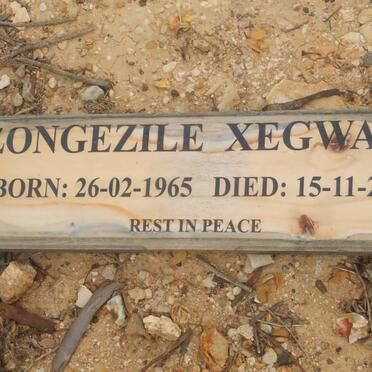 ZONGEZILE XEGWA
BORN: 26-02-1965 DIED: 15-11-2
REST IN PEACE